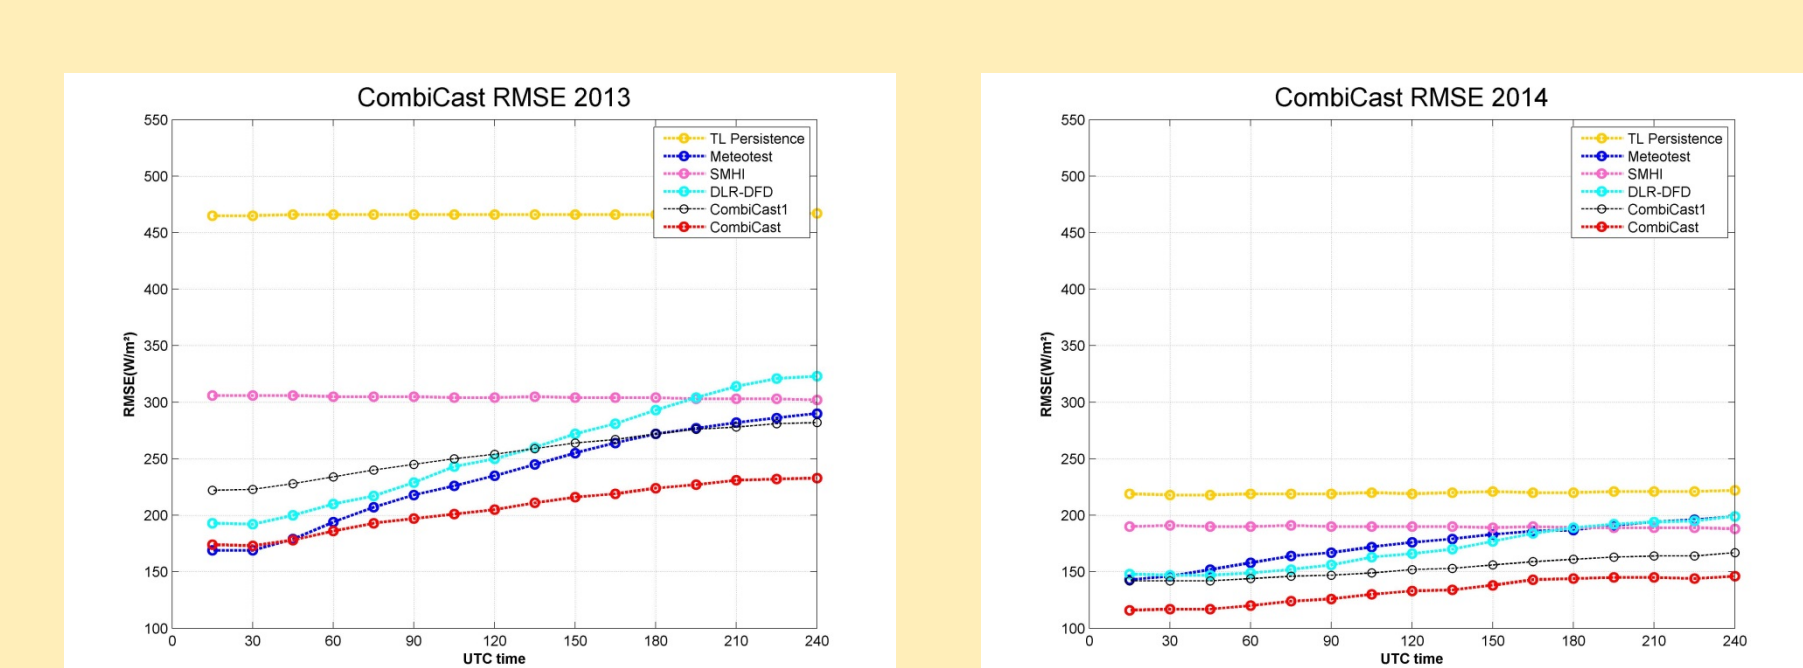 CombiCast RMSE 2013
550
500
450
400
350
300
250
200
150
100
RMSE(W/m²)
TL Persistence
Meteotest
SMHI
DLR-DFD
CombiCast1
CombiCast
0 30 60 90 120 150 180 210 240
UTC time
CombiCast RMSE 2014
550
500
450
400
350
300
250
200
150
100
RMSE(W/m²)
TL Persistence
Meteotest
SMHI
DLR-DFD
CombiCast1
CombiCast
0 30 60 90 120 150 180 210 240
UTC time